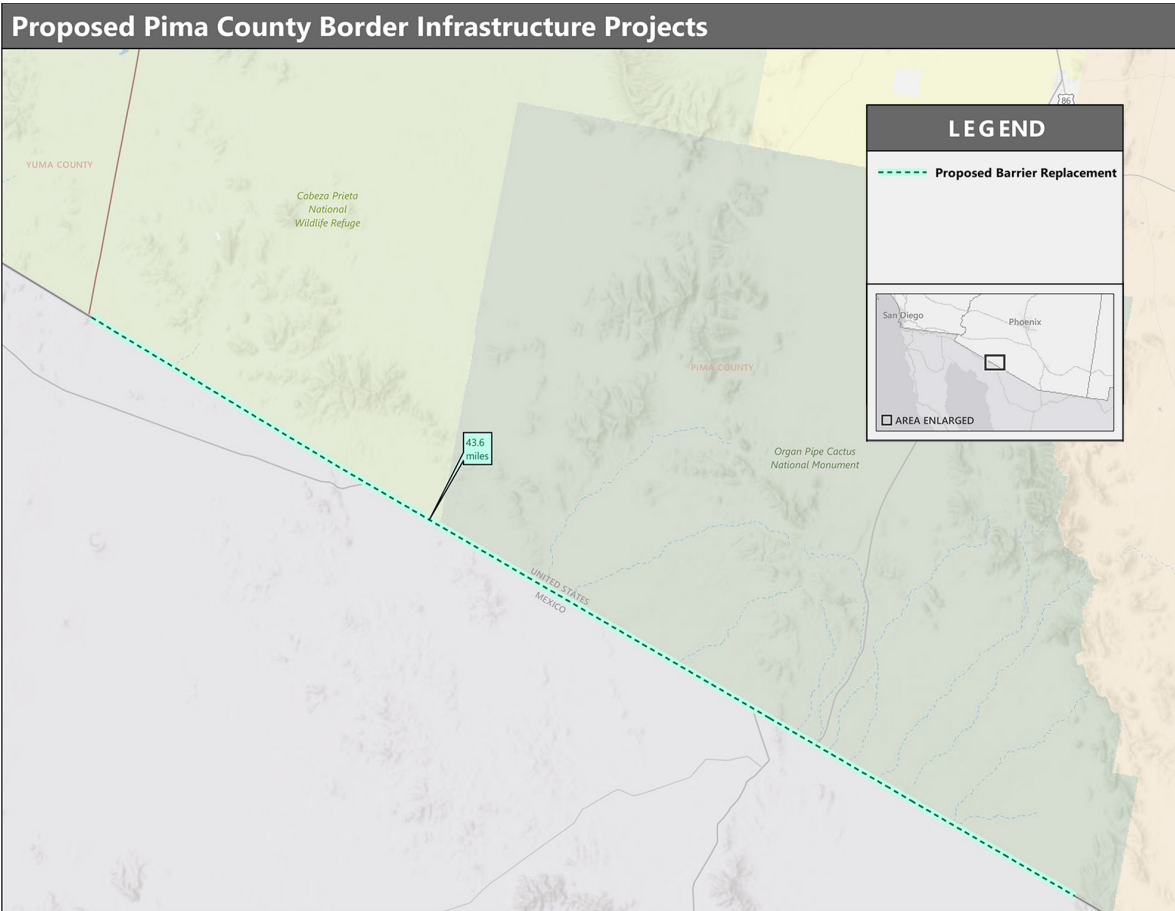 Proposed Pima County Border Infrastructure Projects
86
LEGEND
Proposed Barrier Replacement
San Diego
Phoenix
AREA ENLARGED
YUMA COUNTY
Cabeza Prieta
National
Wildlife Refuge
PIMA COUNTY
43.6
miles
Organ Pipe Cactus
National Monument
UNITED STATES
MEXICO